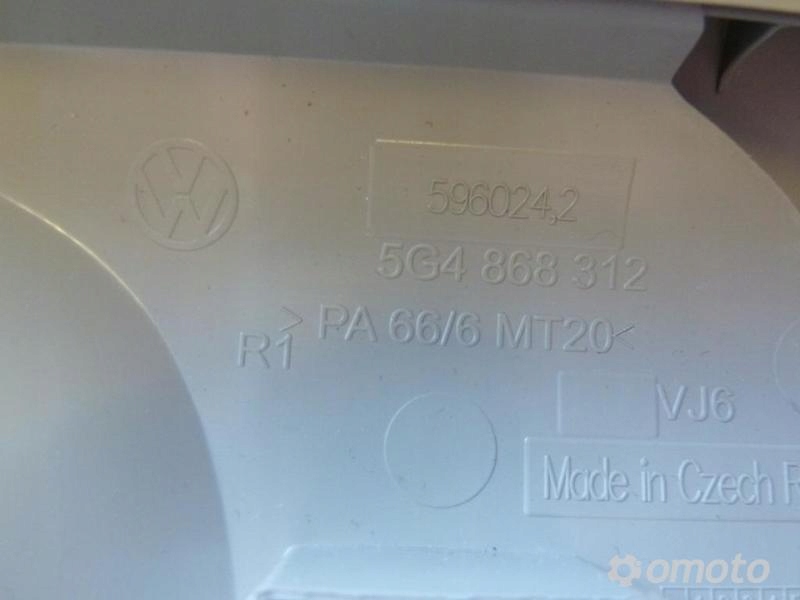 596024,2
5G4 868 312
>PA 66/6 MT20<
R1
VJ6
Made in Czech R
omoto